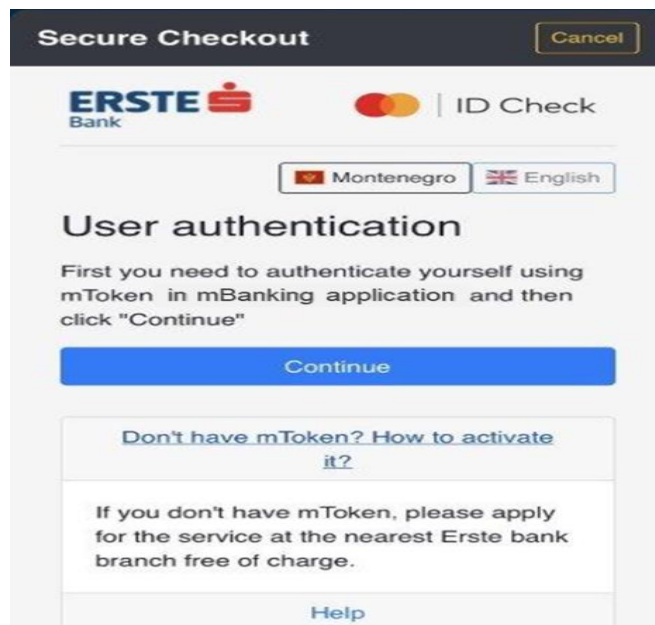 Secure Checkout
Cancel
ERSTE
Bank
ID Check
Montenegro
English
User authentication
First you need to authenticate yourself using
mToken in mBanking application and then
click "Continue"
Continue
Don't have mToken? How to activate
it?
If you don't have mToken, please apply
for the service at the nearest Erste bank
branch free of charge.
Help